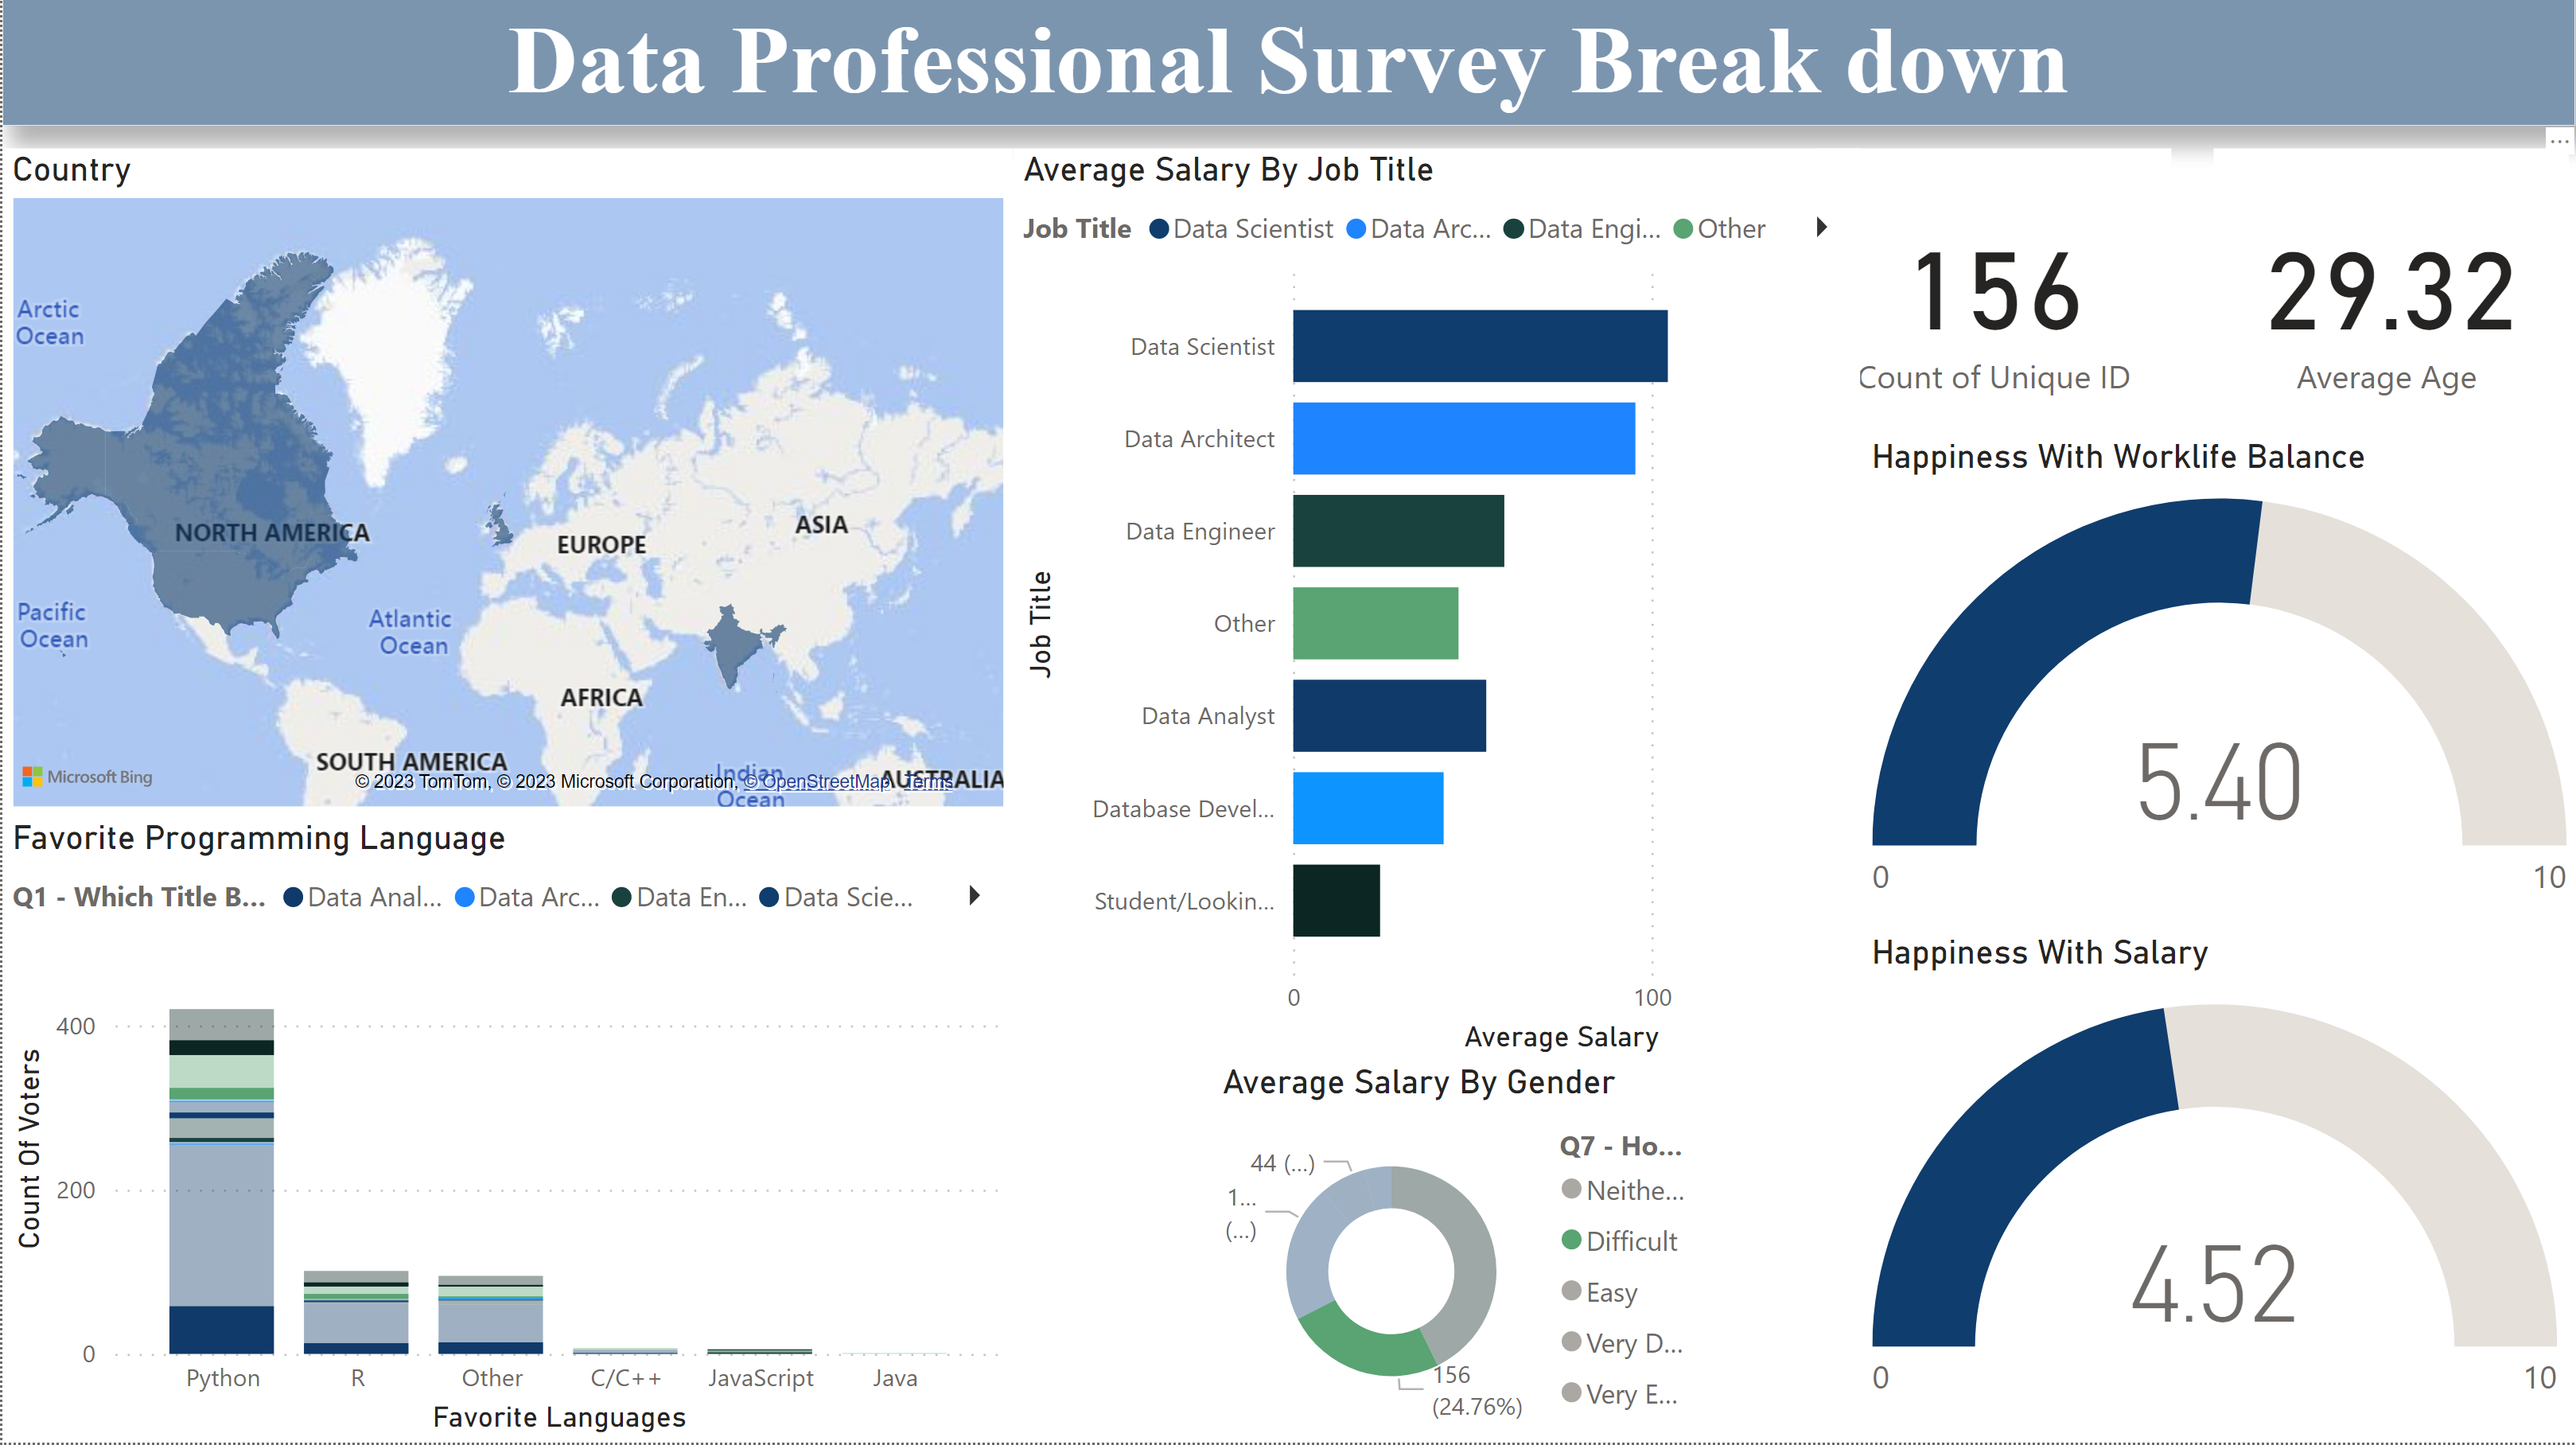 Data Professional Survey Break down
...
Country
Arctic
Ocean
NORTH AMERICA
Pacific
Ocean
Atlantic
Ocean
EUROPE
ASIA
AFRICA
SOUTH AMERICA
Indian
Ocean
AUSTRALIA
Microsoft Bing
© 2023 TomTom, © 2023 Microsoft Corporation, © OpenStreetMap Terms
Favorite Programming Language
Q1 - Which Title B... Data Anal... Data Arc... Data En... Data Scie...
Count Of Voters
400
200
0
Python R Other C/C++ JavaScript Java
Favorite Languages
Average Salary By Job Title
Job Title Data Scientist Data Arc... Data Engi... Other
Job Title
Data Scientist
Data Architect
Data Engineer
Other
Data Analyst
Database Devel...
Student/Lookin...
0 100
Average Salary
Average Salary By Gender
44 (...)
1...
(...)
156
(24.76%)
Q7 - Ho...
Neithe...
Difficult
Easy
Very D...
Very E...
156
Count of Unique ID
29.32
Average Age
Happiness With Worklife Balance
5.40
0 10
Happiness With Salary
4.52
0 10